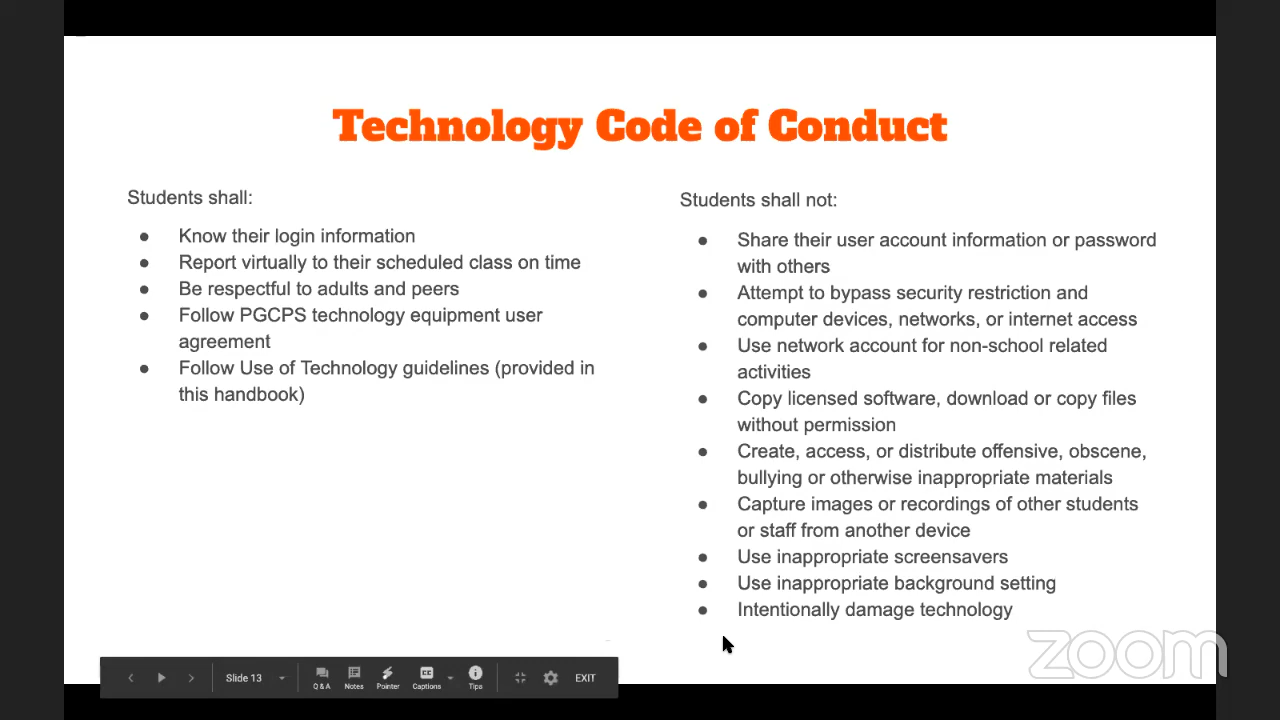 Technology Code of Conduct
Students shall:
● Know their login information
● Report virtually to their scheduled class on time
● Be respectful to adults and peers
● Follow PGCPS technology equipment user
agreement
● Follow Use of Technology guidelines (provided in
this handbook)
Students shall not:
● Share their user account information or password
with others
● Attempt to bypass security restriction and
computer devices, networks, or internet access
● Use network account for non-school related
activities
● Copy licensed software, download or copy files
without permission
● Create, access, or distribute offensive, obscene,
bullying or otherwise inappropriate materials
● Capture images or recordings of other students
or staff from another device
● Use inappropriate screensavers
● Use inappropriate background setting
● Intentionally damage technology
zoom
Slide 13 Q & A Notes Pointer Captions Tips EXIT